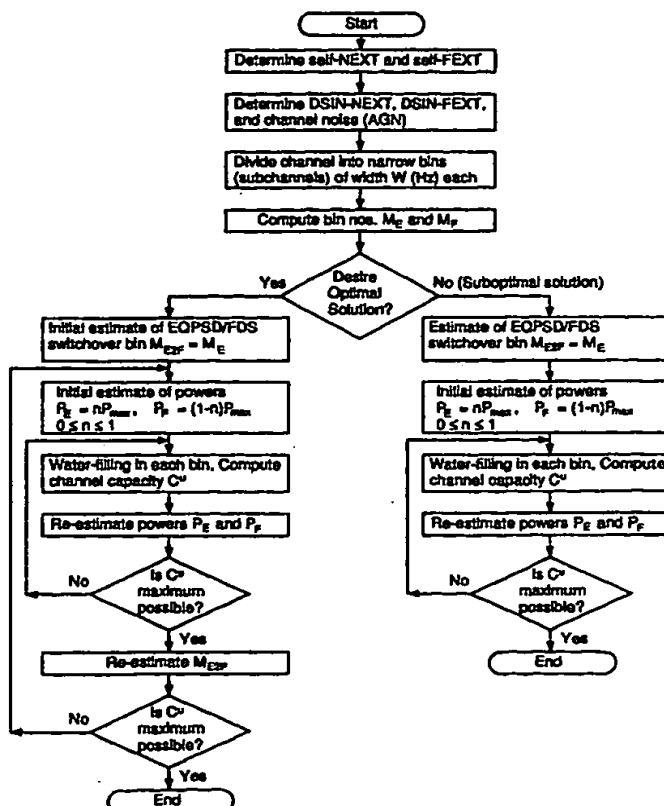 Start
Determine self-NEXT and self-FEXT
Determine DSIN-NEXT, DSIN-FEXT,
and channel noise (AGN)
Divide channel into narrow bins
(subchannels) of width W (Hz) each
Compute bin nos. M_E and M_F
Yes
Desire
Optimal
Solution?
No (Suboptimal solution)
Initial estimate of EQPSD/FDS
switchover bin M_E2F = M_E
Initial estimate of powers
P_E = nP_max, P_F = (1-n)P_max
0 ≤ n ≤ 1
Water-filling in each bin, Compute
channel capacity C^u
Re-estimate powers P_E and P_F
No
Is C^u
maximum
possible?
Yes
Re-estimate M_E2F
No
Is C^u
maximum
possible?
Yes
End
Estimate of EQPSD/FDS
switchover bin M_E2F = M_E
Initial estimate of powers
P_E = nP_max, P_F = (1-n)P_max
0 ≤ n ≤ 1
Water-filling in each bin, Compute
channel capacity C^u
Re-estimate powers P_E and P_F
No
Is C^u
maximum
possible?
Yes
End